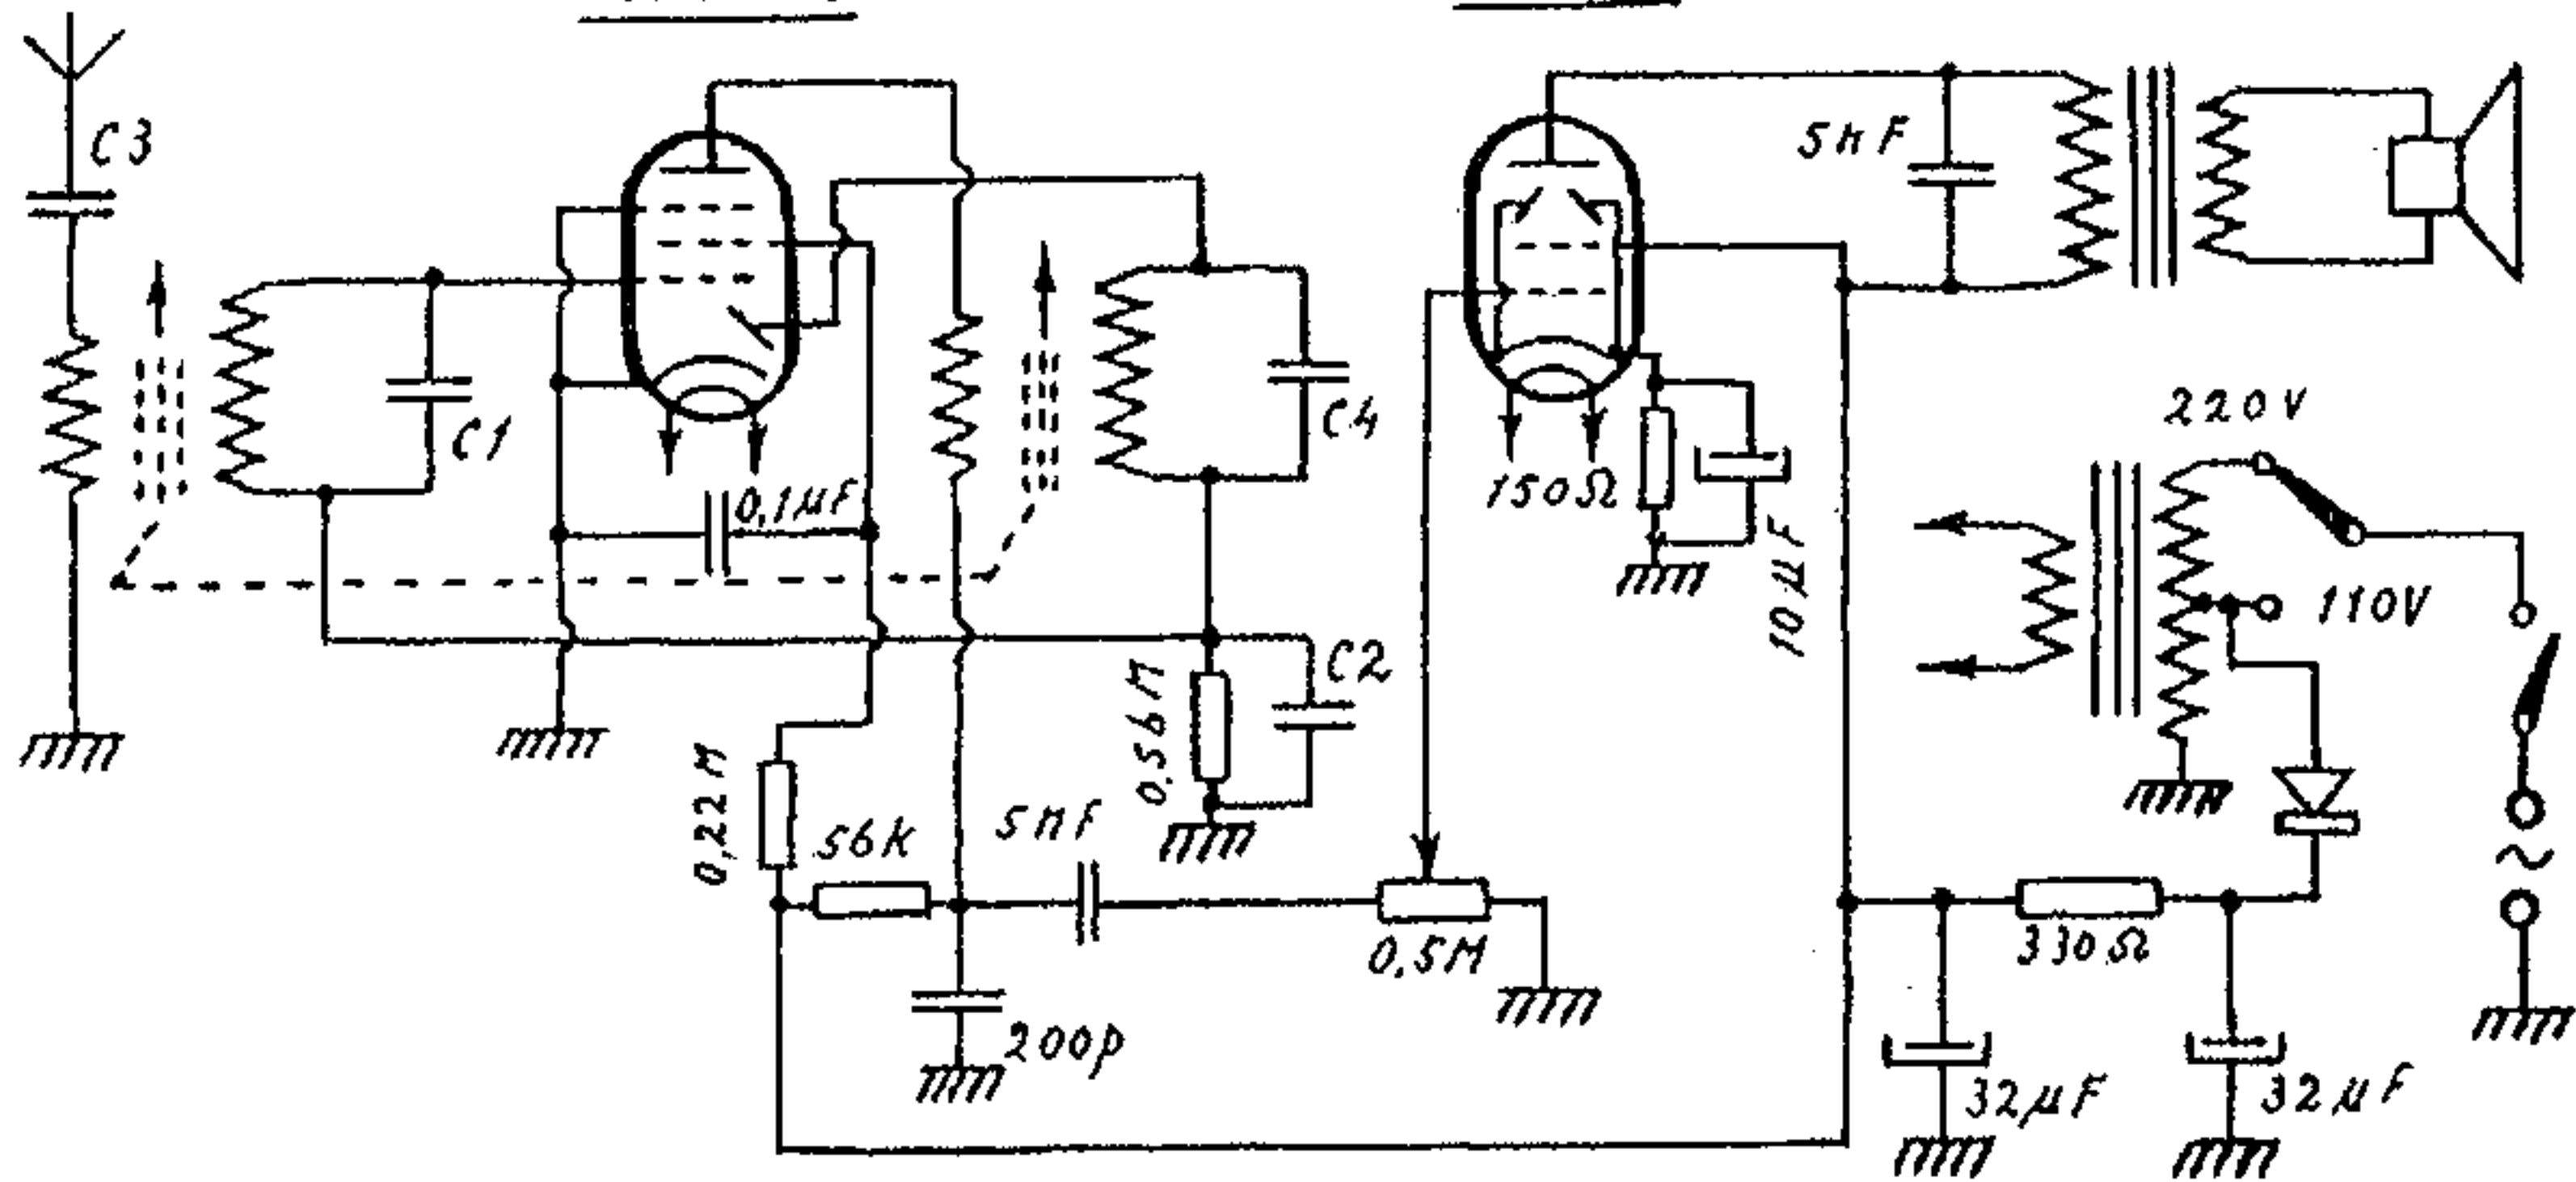 C3
5nF
C1
C4
220V
0,1µF
150Ω
10µF
110V
C2
0,56M
0,22M
56k
5nF
0,5M
330Ω
200p
32µF
32µF